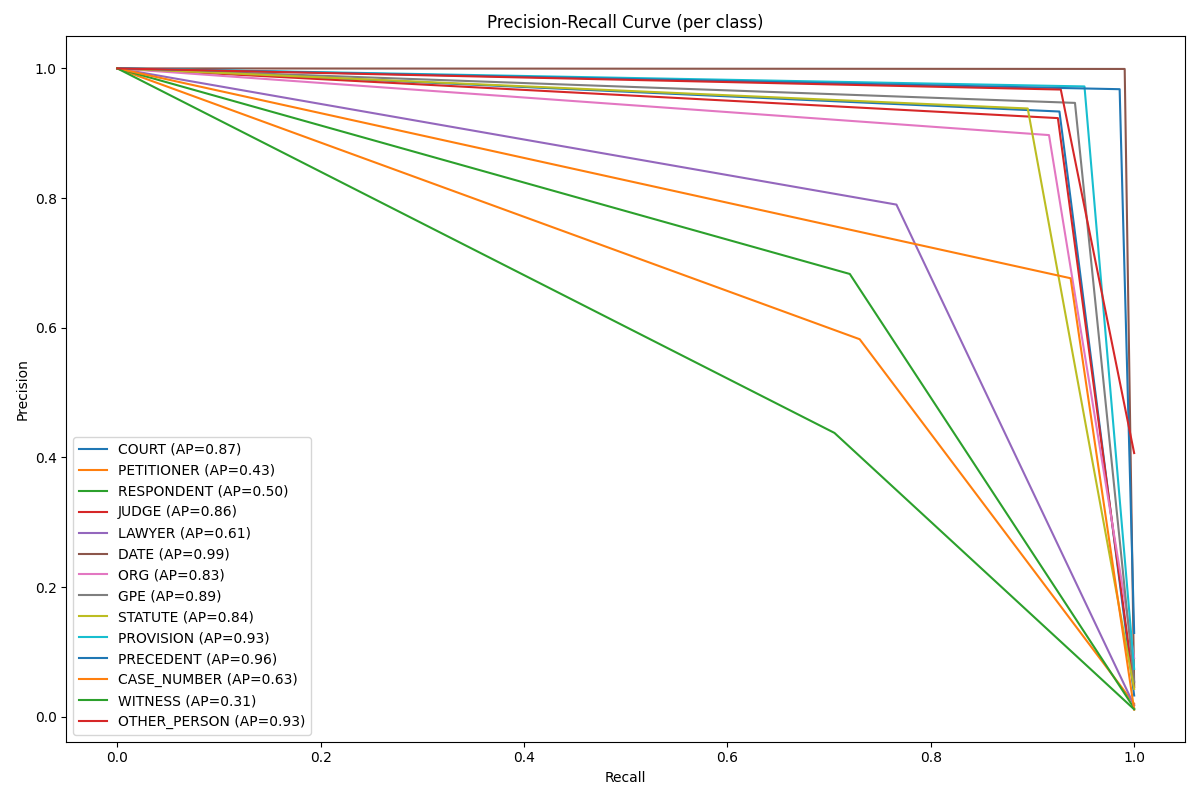 Precision-Recall Curve (per class)
1.0
0.8
0.6
0.4
0.2
0.0
Precision
COURT (AP=0.87)
PETITIONER (AP=0.43)
RESPONDENT (AP=0.50)
JUDGE (AP=0.86)
LAWYER (AP=0.61)
DATE (AP=0.99)
ORG (AP=0.83)
GPE (AP=0.89)
STATUTE (AP=0.84)
PROVISION (AP=0.93)
PRECEDENT (AP=0.96)
CASE_NUMBER (AP=0.63)
WITNESS (AP=0.31)
OTHER_PERSON (AP=0.93)
0.0 0.2 0.4 0.6 0.8 1.0
Recall